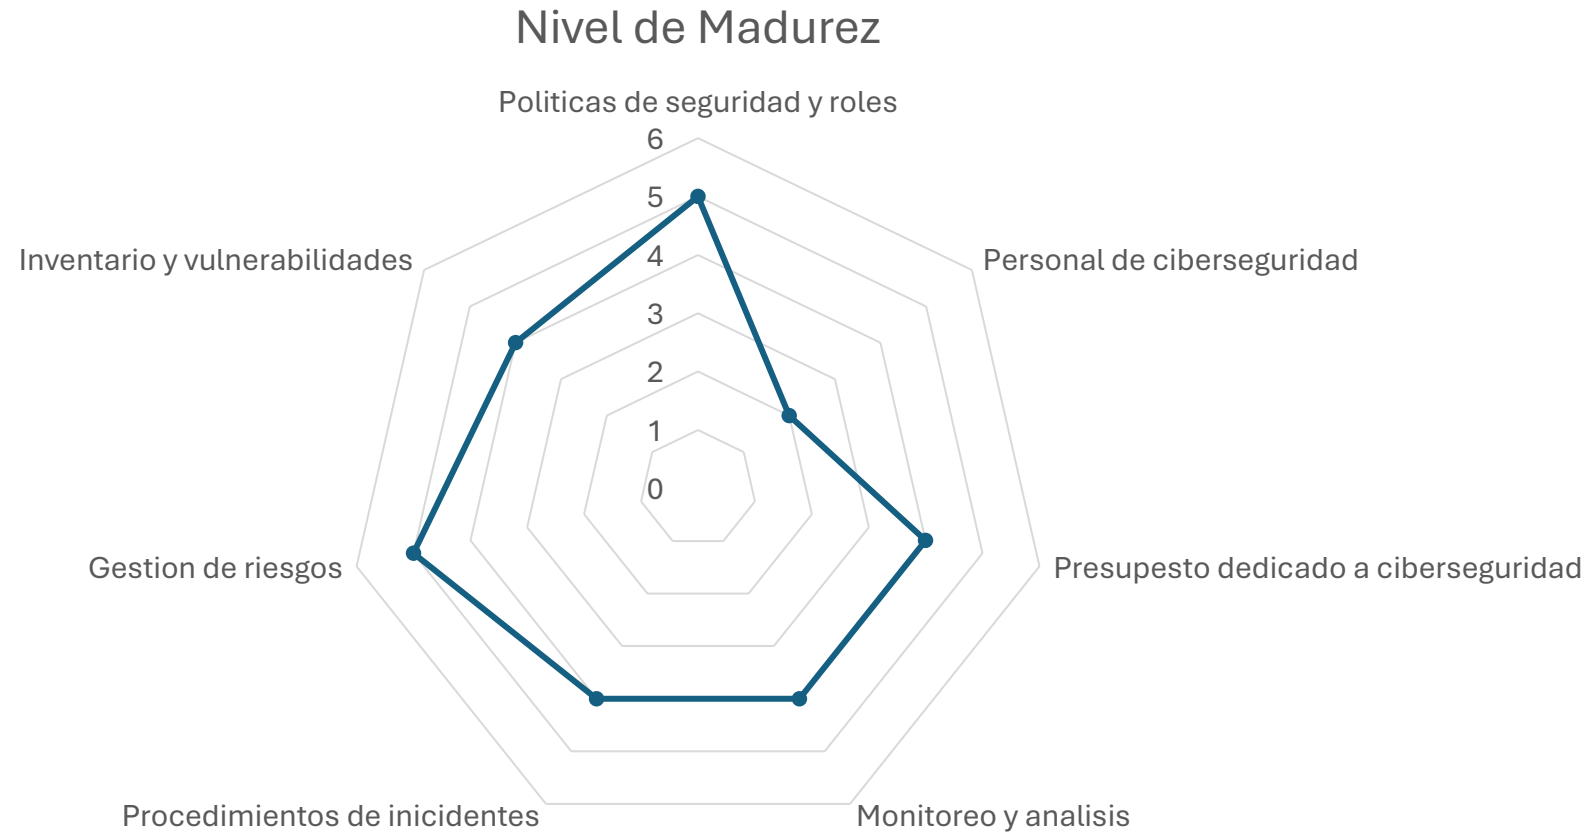 Nivel de Madurez
Politicas de seguridad y roles
6
5
4
3
2
1
0
Personal de ciberseguridad
Presupesto dedicado a ciberseguridad
Monitoreo y analisis
Procedimientos de inicidentes
Gestion de riesgos
Inventario y vulnerabilidades